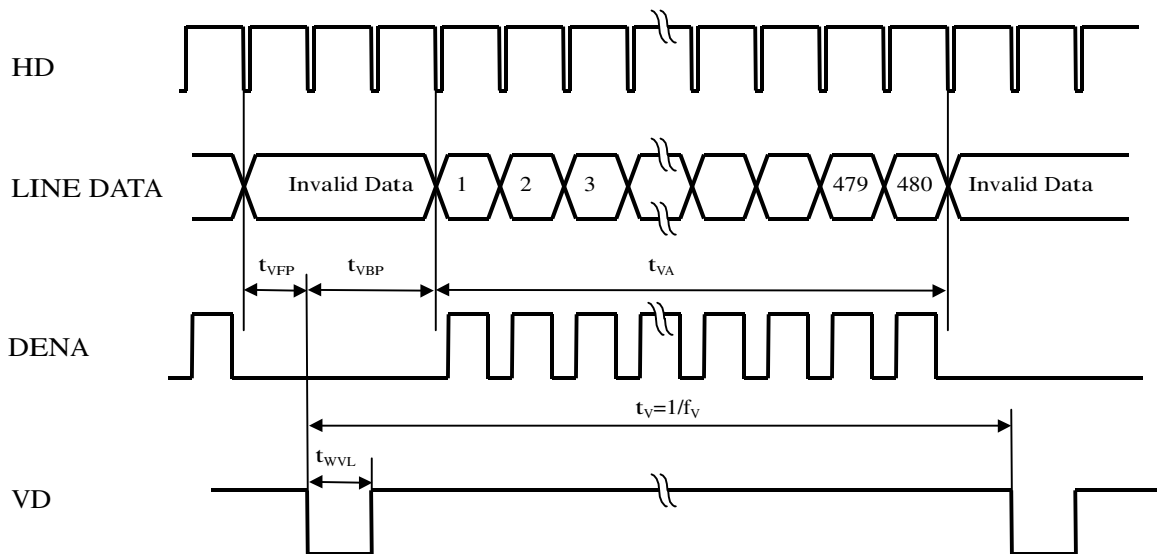 HD
LINE DATA
Invalid Data 1 2 3 479 480 Invalid Data
tVFP tVBP tVA
DENA
tV=1/fV
tWVL
VD